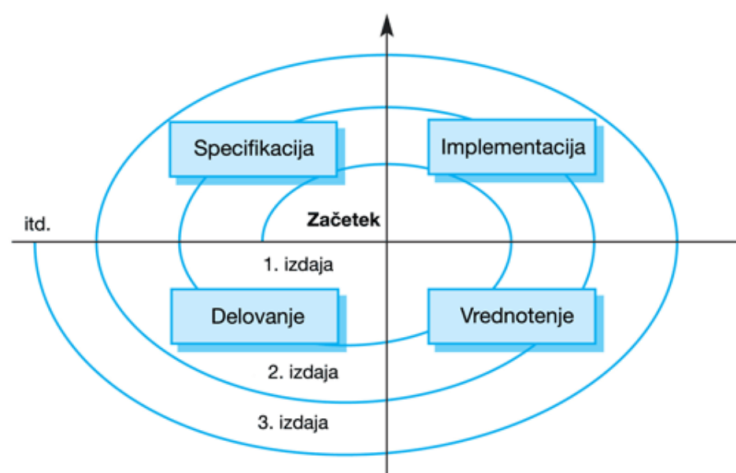 Specifikacija
Implementacija
itd.
Začetek
1. izdaja
Delovanje
Vrednotenje
2. izdaja
3. izdaja